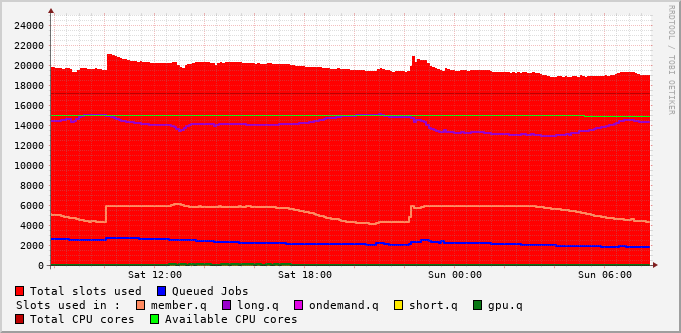 24000
22000
20000
18000
16000
14000
12000
10000
8000
6000
4000
2000
0
Sat 12:00 Sat 18:00 Sun 00:00 Sun 06:00
RRDTOOL / TOBI OETIKER
Total slots used Queued Jobs
Slots used in : member.q long.q ondemand.q short.q gpu.q
Total CPU cores Available CPU cores